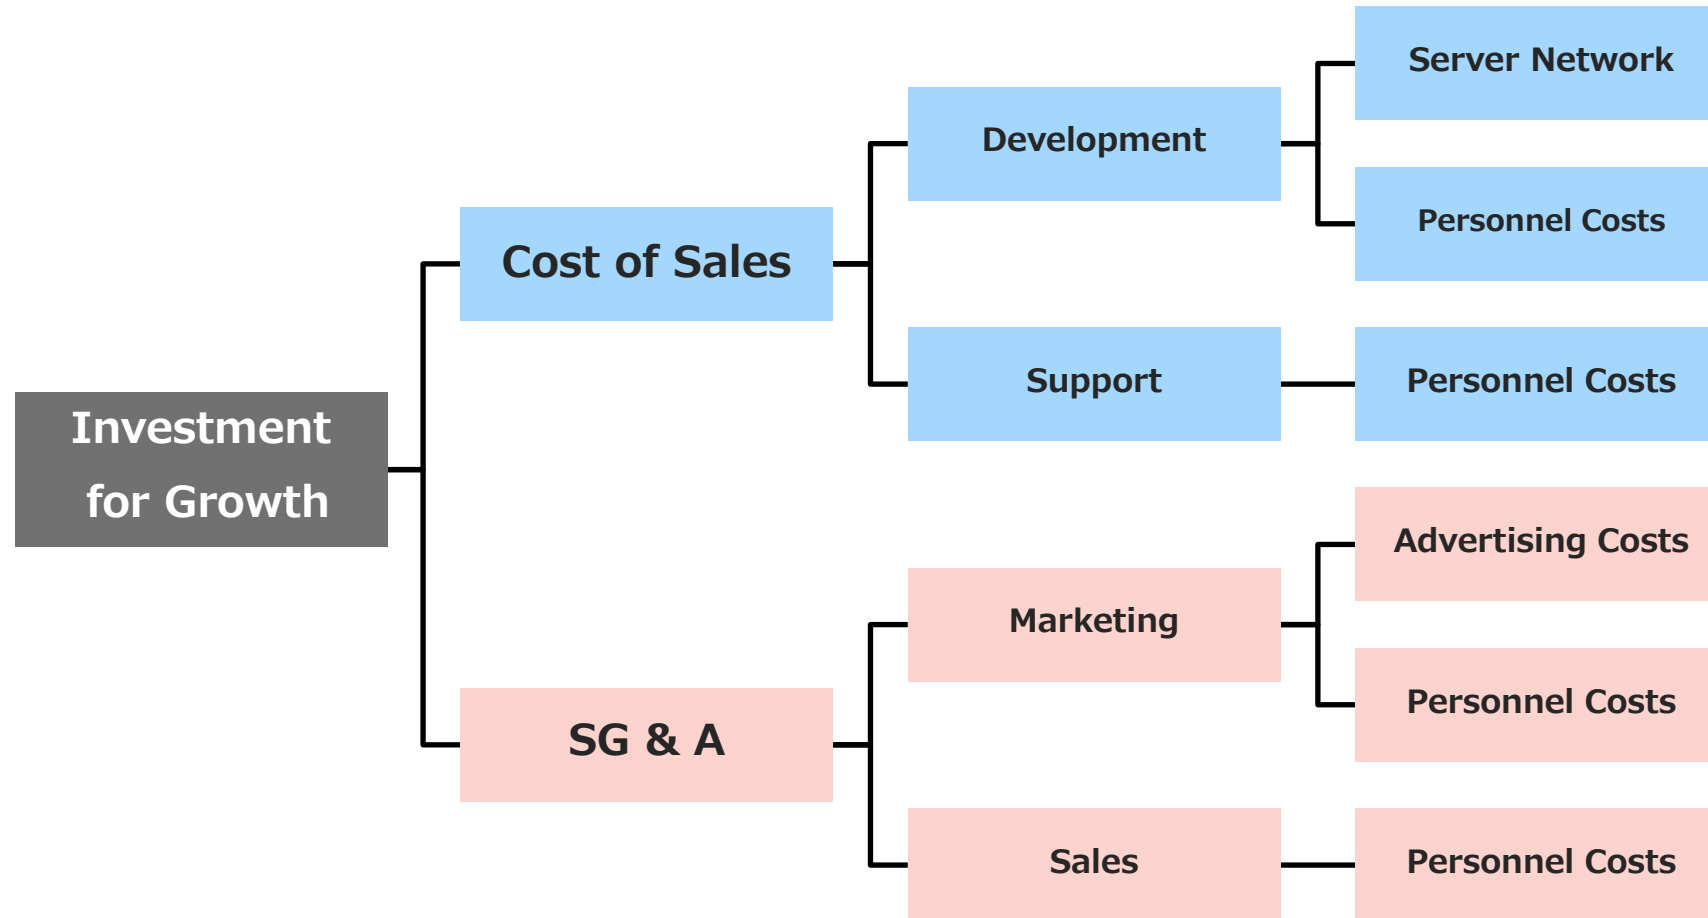 Server Network
Development
Personnel Costs
Cost of Sales
Support
Personnel Costs
Investment
for Growth
Advertising Costs
Marketing
Personnel Costs
SG & A
Sales
Personnel Costs